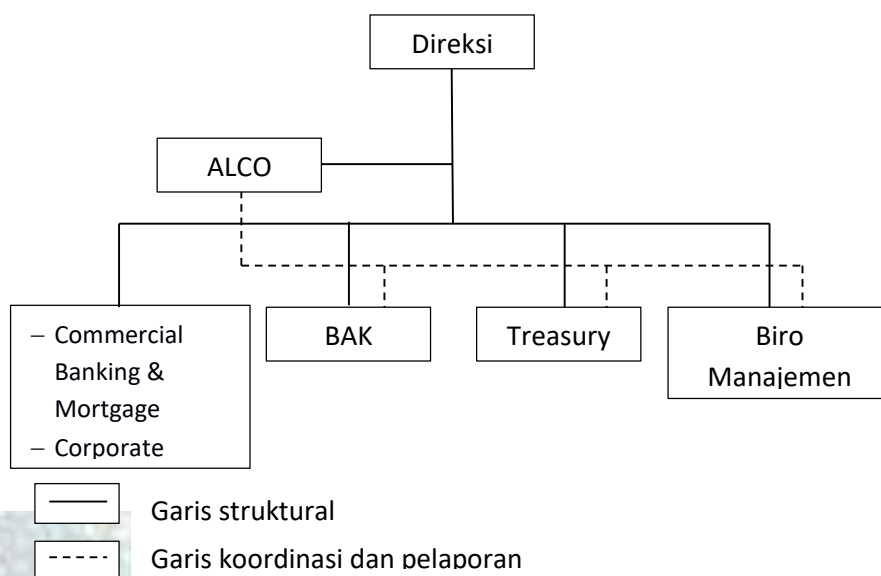 Direksi
ALCO
– Commercial
Banking &
Mortgage
– Corporate
BAK
Treasury
Biro
Manajemen
Garis struktural
Garis koordinasi dan pelaporan